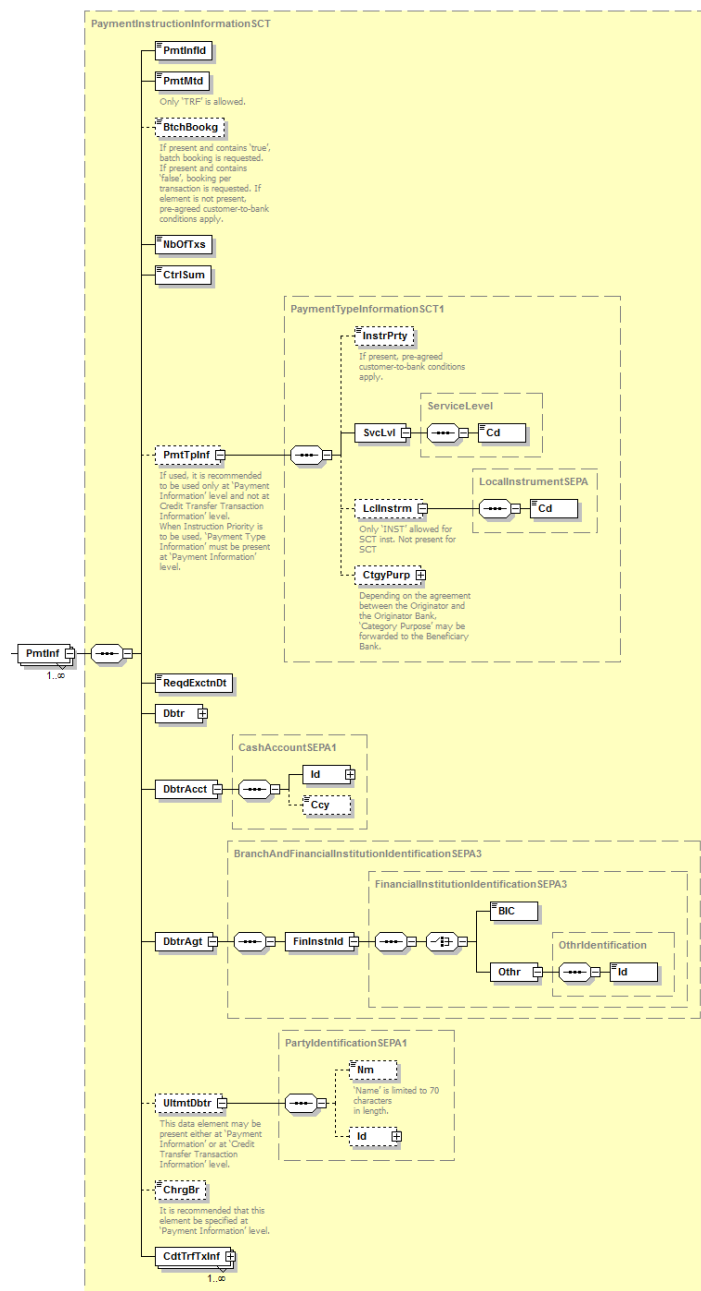 PaymentInstructionInformationSCT
PmtInfId
PmtMtd
Only 'TRF' is allowed.
BtchBookg
If present and contains 'true',
batch booking is requested.
If present and contains
'false', booking per
transaction is requested. If
element is not present,
pre-agreed customer-to-bank
conditions apply.
NbOfTxs
CtrlSum
PaymentTypeInformationSCT1
InstrPrty
If present, pre-agreed
customer-to-bank conditions
apply.
ServiceLevel
SvcLvl
Cd
PmtTpInf
If used, it is recommended
to be used only at 'Payment
Information' level and not at
Credit Transfer Transaction
Information' level.
When Instruction Priority is
to be used, 'Payment Type
Information' must be present
at 'Payment Information'
level.
LocalInstrumentSEPA
LclInstrm
Cd
Only 'INST' allowed for
SCT inst. Not present for
SCT
CtgyPurp
Depending on the agreement
between the Originator and
the Originator Bank,
'Category Purpose' may be
forwarded to the Beneficiary
Bank.
PmtInf
1..∞
ReqdExctnDt
Dbtr
CashAccountSEPA1
Id
DbtrAcct
Ccy
BranchAndFinancialInstitutionIdentificationSEPA3
FinancialInstitutionIdentificationSEPA3
BIC
DbtrAgt
FinInstnId
OthrIdentification
Othr
Id
PartyIdentificationSEPA1
Nm
'Name' is limited to 70
characters
in length.
UltmtDbtr
This data element may be
present either at 'Payment
Information' or at 'Credit
Transfer Transaction
Information' level.
Id
ChrgBr
It is recommended that this
element be specified at
'Payment Information' level.
CdtTrfTxInf
1..∞